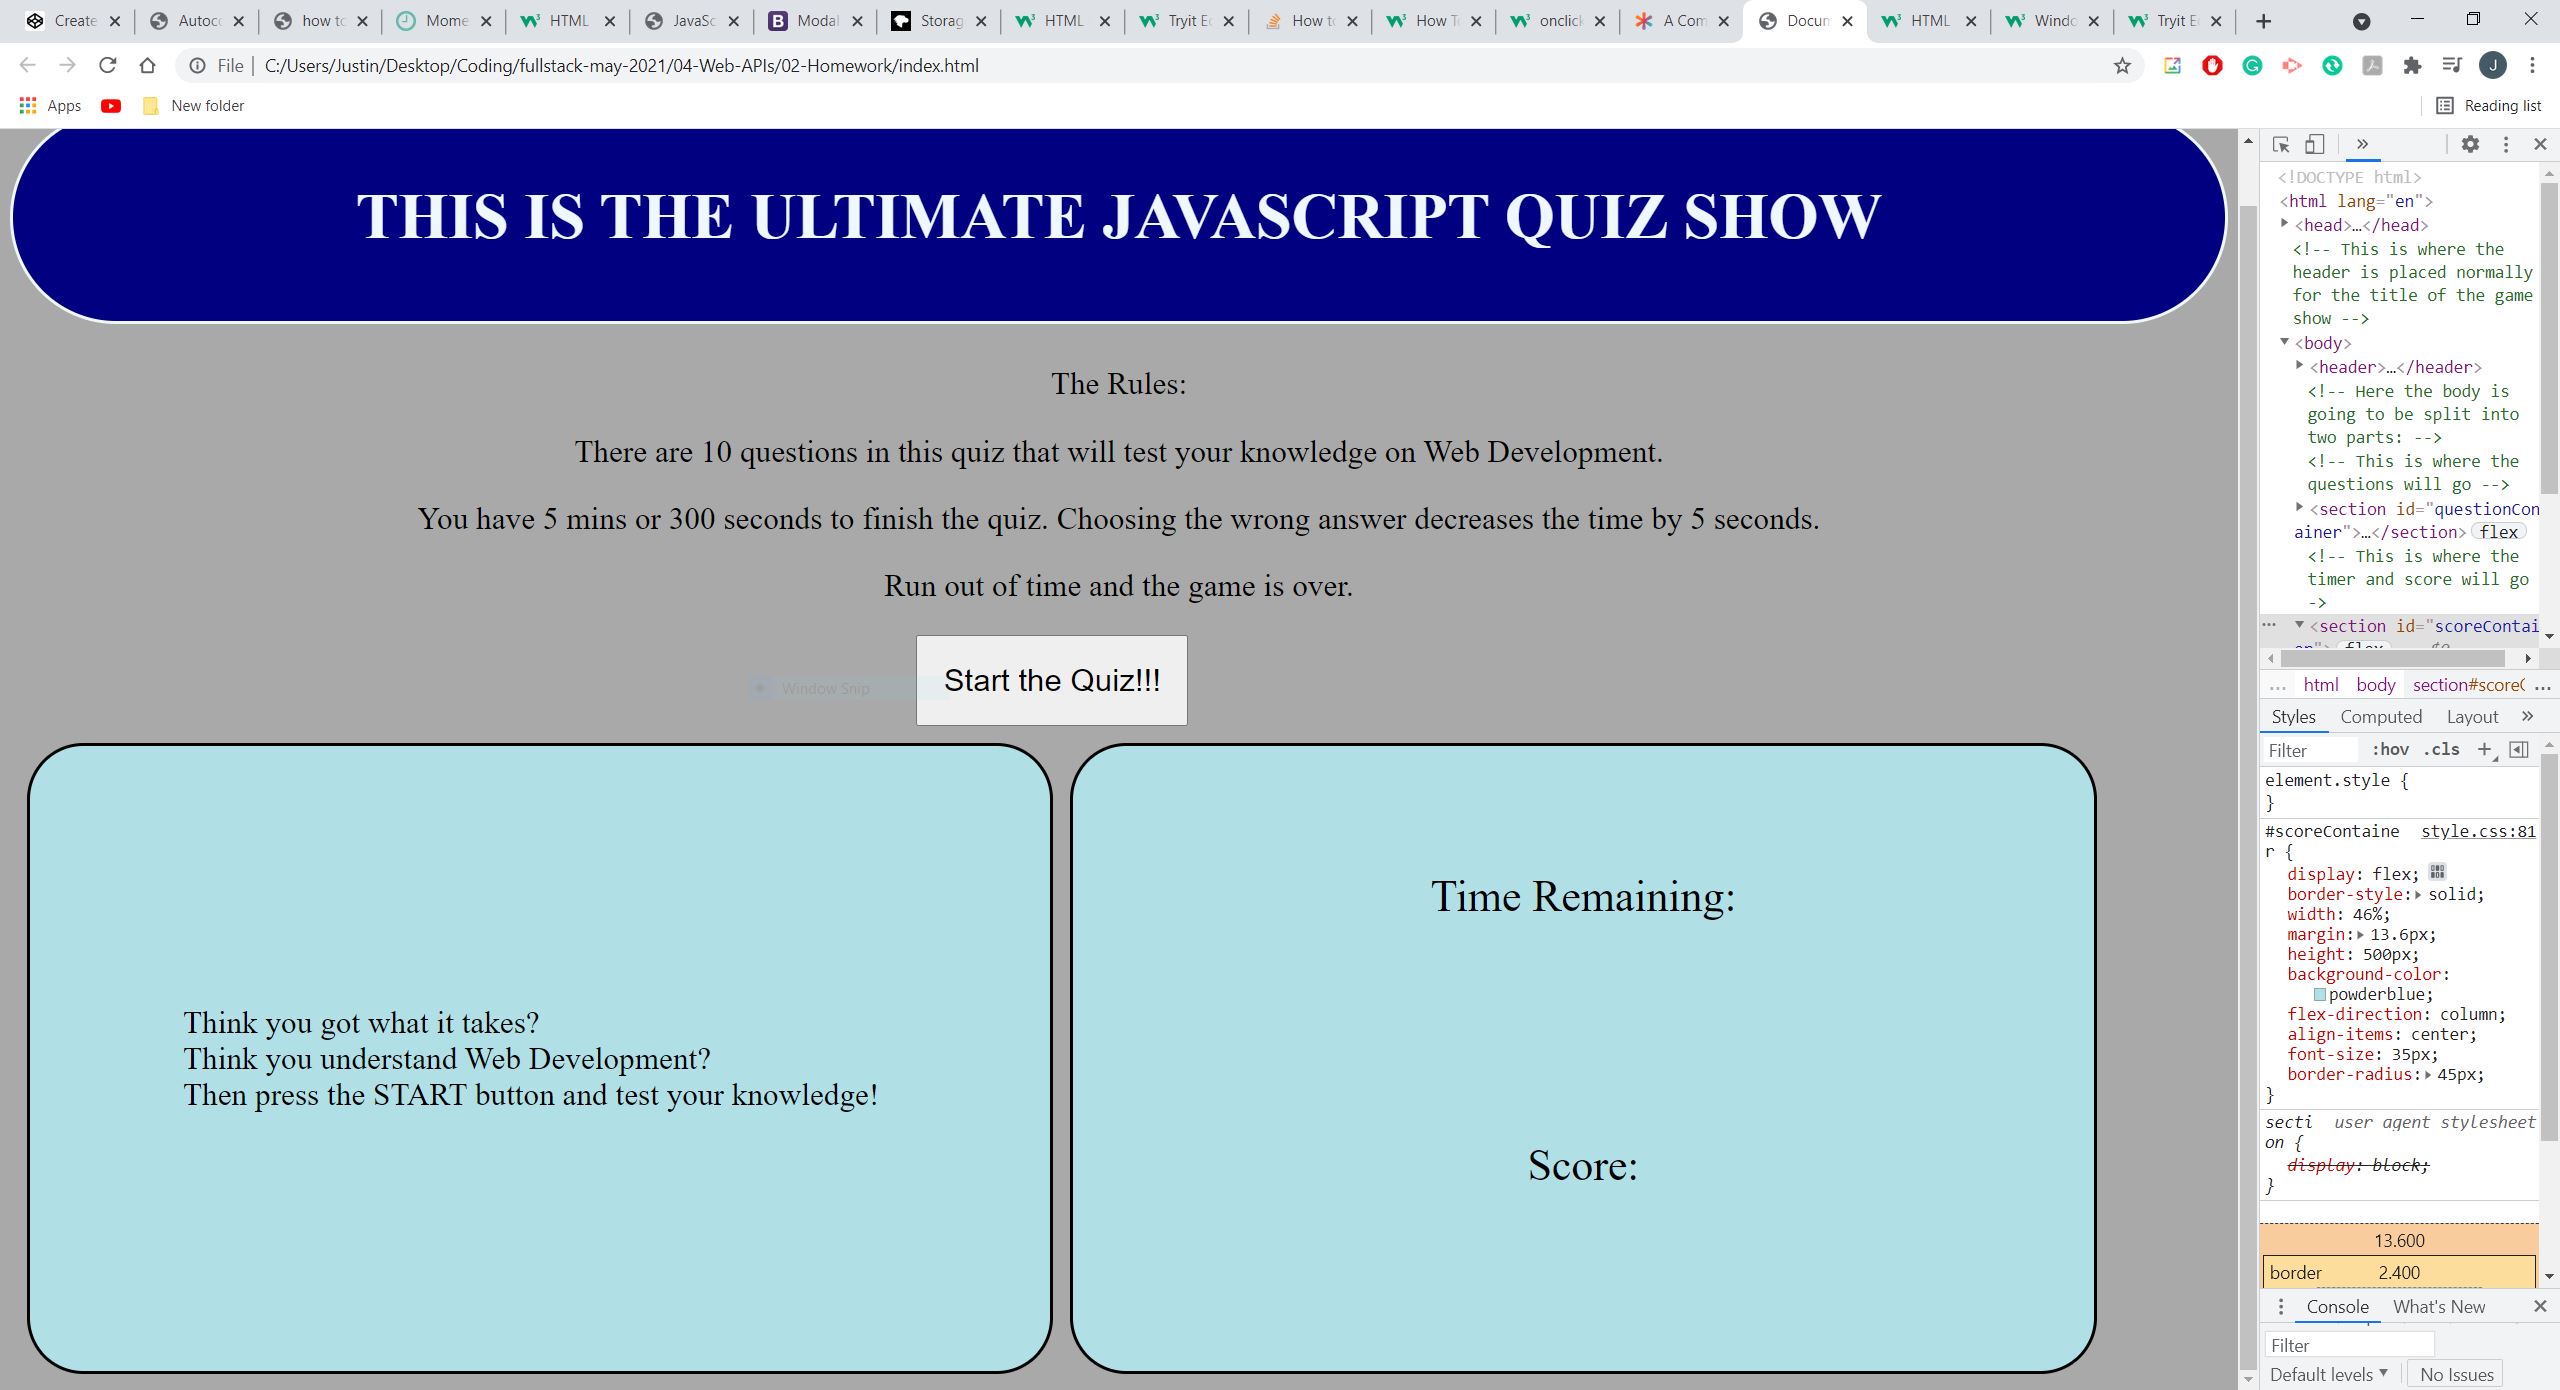 Create
Autoco
how to
Mome
HTML
JavaSc
Modal
Storag
HTML
Tryit Ed
How to
How To
onclick
A Com
Docum
HTML
Windo
Tryit Ed
File C:/Users/Justin/Desktop/Coding/fullstack-may-2021/04-Web-APIs/02-Homework/index.html
J
Apps New folder Reading list
THIS IS THE ULTIMATE JAVASCRIPT QUIZ SHOW
The Rules:
There are 10 questions in this quiz that will test your knowledge on Web Development.
You have 5 mins or 300 seconds to finish the quiz. Choosing the wrong answer decreases the time by 5 seconds.
Run out of time and the game is over.
Window Snip
Start the Quiz!!!
Think you got what it takes?
Think you understand Web Development?
Then press the START button and test your knowledge!
Time Remaining:
Score:
<!DOCTYPE html>
<html lang="en">
<head>…</head>
<!-- This is where the
header is placed normally
for the title of the game
show -->
<body>
<header>…</header>
<!-- Here the body is
going to be split into
two parts: -->
<!-- This is where the
questions will go -->
<section id="questionCon
ainer">…</section> flex
<!-- This is where the
timer and score will go
->
… <section id="scoreContai
… html body section#score …
Styles Computed Layout »
Filter :hov .cls +
element.style {
}
#scoreContaine style.css:81
r {
display: flex;
border-style: solid;
width: 46%;
margin: 13.6px;
height: 500px;
background-color:
powderblue;
flex-direction: column;
align-items: center;
font-size: 35px;
border-radius: 45px;
}
secti user agent stylesheet
on {
display: block;
}
13.600
border 2.400
Console What's New
Filter
Default levels No Issues